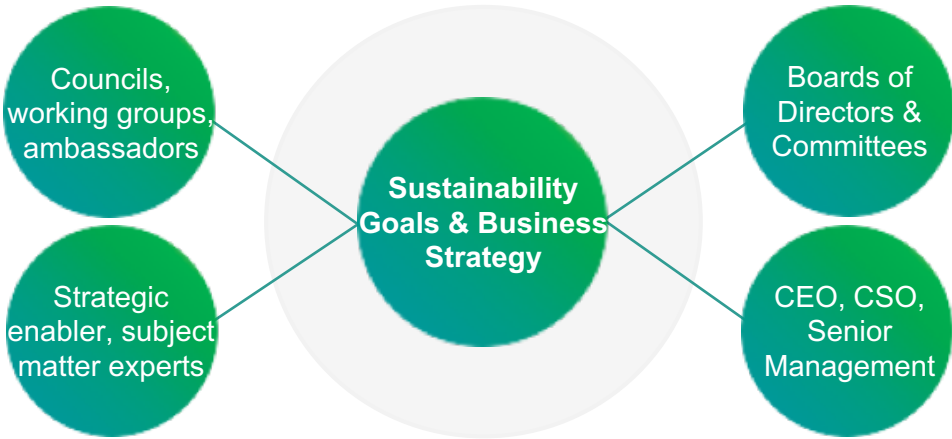 Councils,
working groups,
ambassadors
Boards of
Directors &
Committees
Sustainability
Goals & Business
Strategy
Strategic
enabler, subject
matter experts
CEO, CSO,
Senior
Management